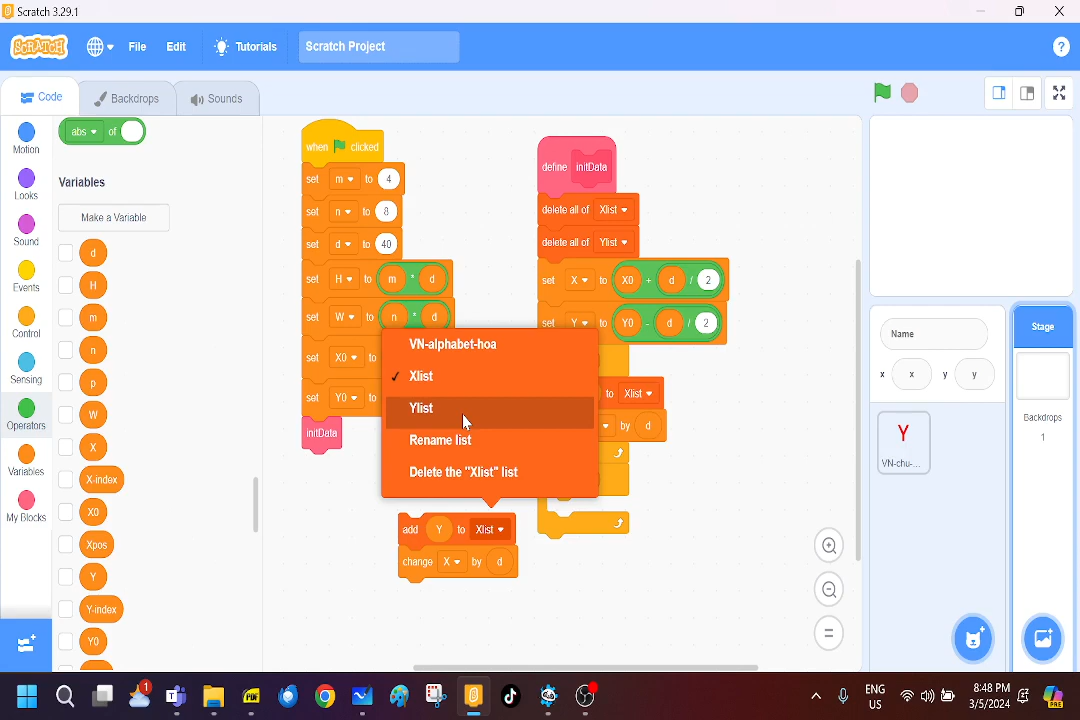 Scratch 3.29.1
SCRATCH
File
Edit
Tutorials
Scratch Project
?
Code
Backdrops
Sounds
Motion
Looks
Sound
Events
Control
Sensing
Operators
Variables
My Blocks
abs of
Variables
Make a Variable
d
H
m
n
p
W
X
X-index
X0
Xpos
Y
Y-index
Y0
when clicked
set m to 4
set n to 8
set d to 40
set H to m * d
set W to n * d
set X0 to
set Y0 to
initData
VN-alphabet-hoa
Xlist
Ylist
Rename list
Delete the "Xlist" list
add Y to Xlist
change X by d
define initData
delete all of Xlist
delete all of Ylist
set X to X0 + d / 2
set Y to Y0 - d / 2
to Xlist
by d
Name
x x y y
Y
VN-chu-...
Stage
Backdrops
1
1
ENG
US
8:48 PM
3/5/2024
PRE